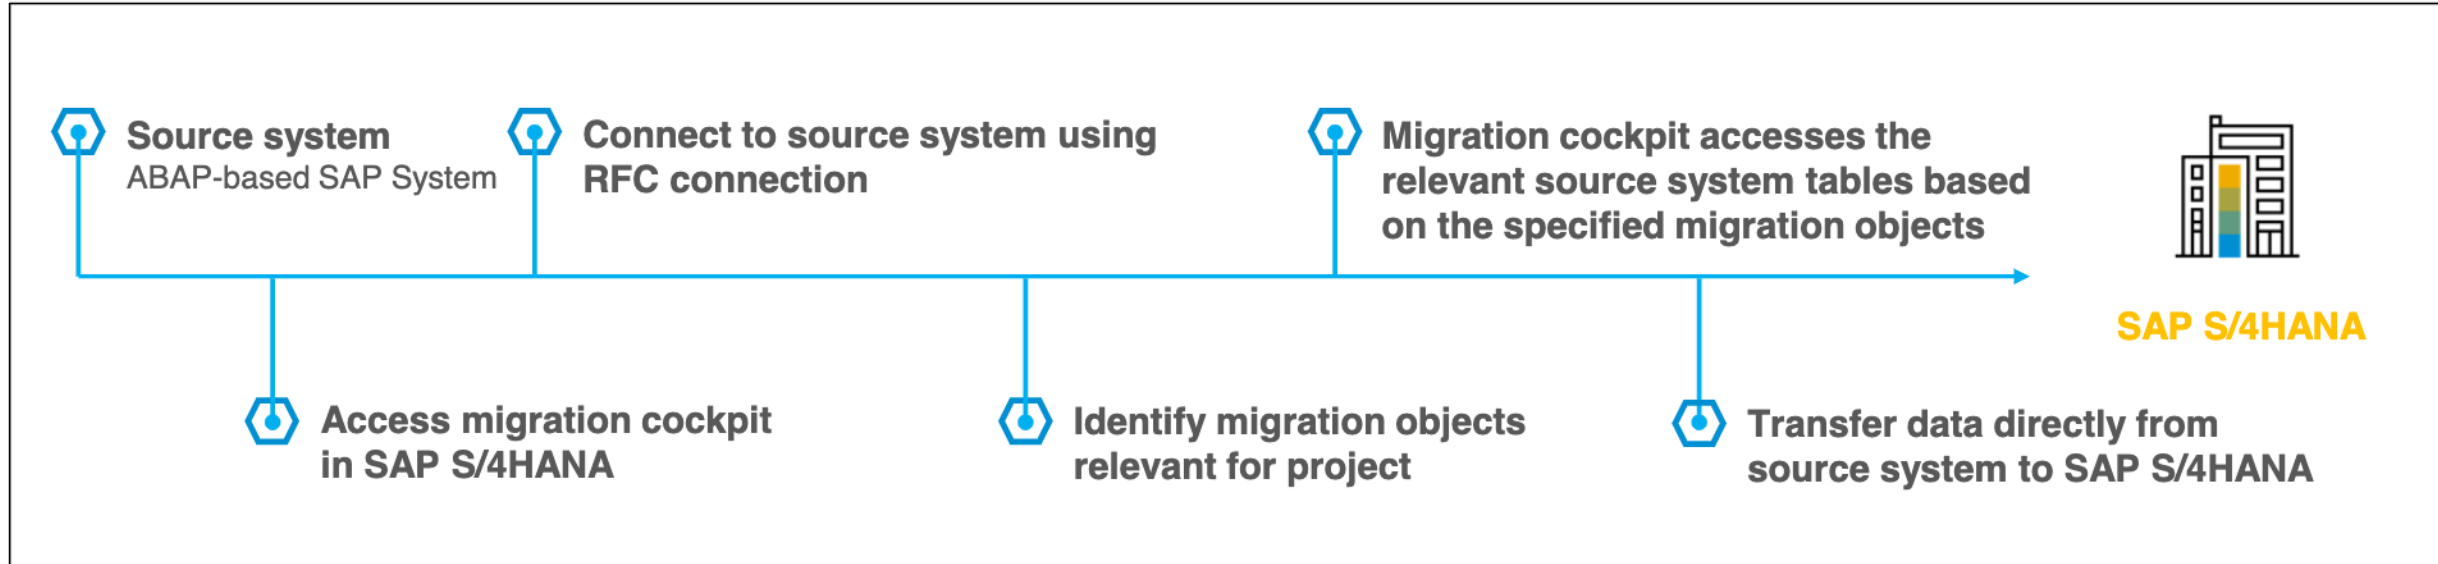 Source system
ABAP-based SAP System
Access migration cockpit
in SAP S/4HANA
Connect to source system using
RFC connection
Identify migration objects
relevant for project
Migration cockpit accesses the
relevant source system tables based
on the specified migration objects
Transfer data directly from
source system to SAP S/4HANA
SAP S/4HANA